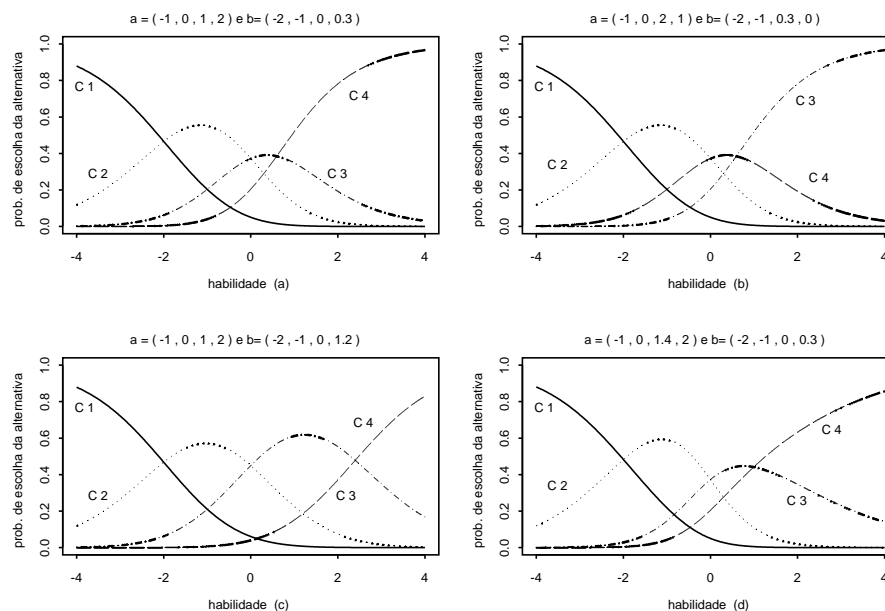 a = ( -1 , 0 , 1 , 2 ) e b= ( -2 , -1 , 0 , 0.3 )
prob. de escolha da alternativa
1.0
0.8
0.6
0.4
0.2
0.0
C 1
C 2
C 4
C 3
-4 -2 0 2 4
habilidade (a)
a = ( -1 , 0 , 2 , 1 ) e b= ( -2 , -1 , 0.3 , 0 )
prob. de escolha da alternativa
1.0
0.8
0.6
0.4
0.2
0.0
C 1
C 2
C 3
C 4
-4 -2 0 2 4
habilidade (b)
a = ( -1 , 0 , 1 , 2 ) e b= ( -2 , -1 , 0 , 1.2 )
prob. de escolha da alternativa
1.0
0.8
0.6
0.4
0.2
0.0
C 1
C 2
C 4
C 3
-4 -2 0 2 4
habilidade (c)
a = ( -1 , 0 , 1.4 , 2 ) e b= ( -2 , -1 , 0 , 0.3 )
prob. de escolha da alternativa
1.0
0.8
0.6
0.4
0.2
0.0
C 1
C 2
C 4
C 3
-4 -2 0 2 4
habilidade (d)